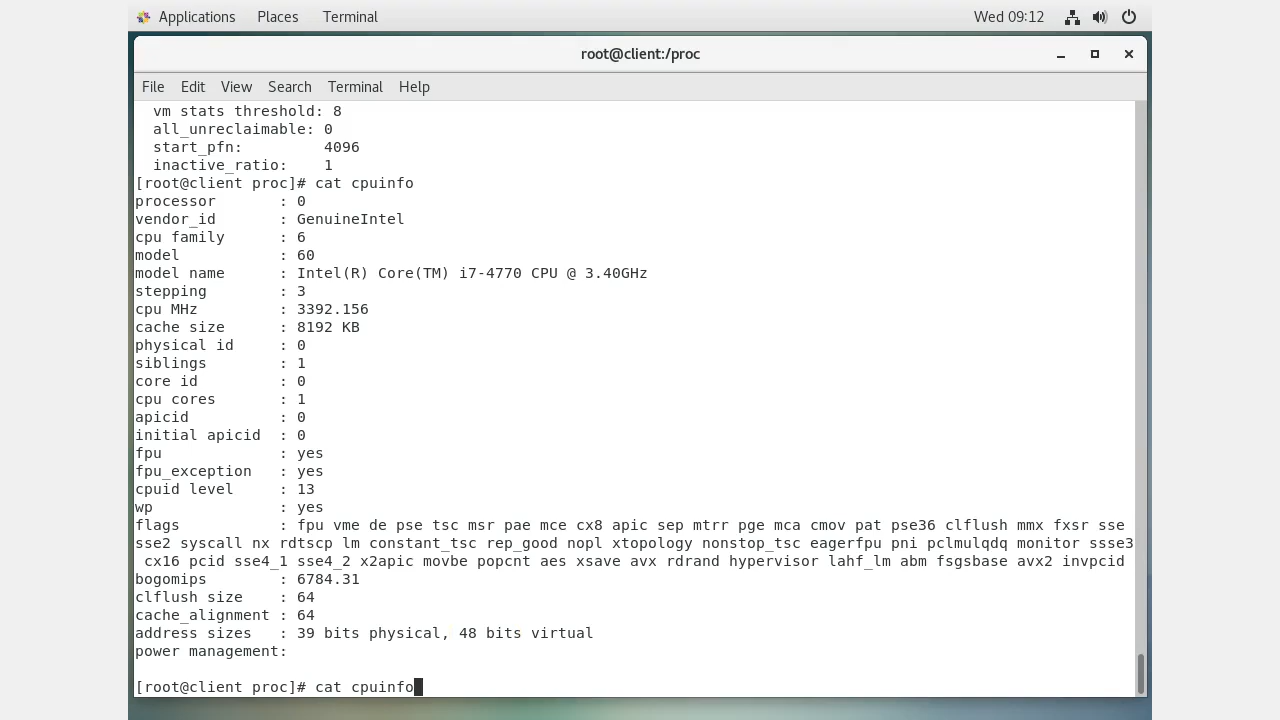 Applications Places Terminal Wed 09:12
root@client:/proc
File Edit View Search Terminal Help
vm stats threshold: 8
all_unreclaimable: 0
start_pfn: 4096
inactive_ratio: 1
[root@client proc]# cat cpuinfo
processor : 0
vendor_id : GenuineIntel
cpu family : 6
model : 60
model name : Intel(R) Core(TM) i7-4770 CPU @ 3.40GHz
stepping : 3
cpu MHz : 3392.156
cache size : 8192 KB
physical id : 0
siblings : 1
core id : 0
cpu cores : 1
apicid : 0
initial apicid : 0
fpu : yes
fpu_exception : yes
cpuid level : 13
wp : yes
flags : fpu vme de pse tsc msr pae mce cx8 apic sep mtrr pge mca cmov pat pse36 clflush mmx fxsr sse
sse2 syscall nx rdtscp lm constant_tsc rep_good nopl xtopology nonstop_tsc eagerfpu pni pclmulqdq monitor ssse3
cx16 pcid sse4_1 sse4_2 x2apic movbe popcnt aes xsave avx rdrand hypervisor lahf_lm abm fsgsbase avx2 invpcid
bogomips : 6784.31
clflush size : 64
cache_alignment : 64
address sizes : 39 bits physical, 48 bits virtual
power management:
[root@client proc]# cat cpuinfo